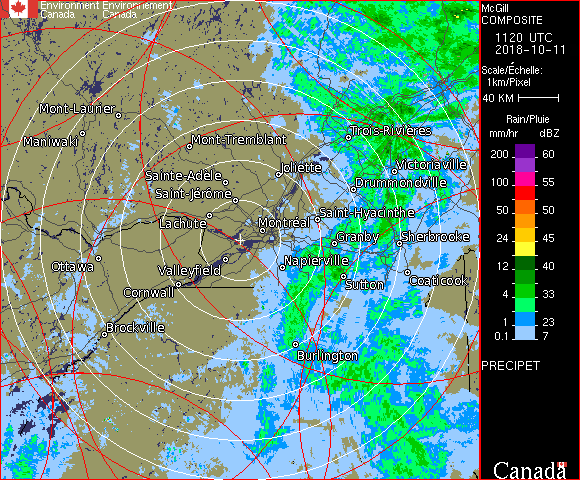 Environment Environnement
Canada Canada
McGill
COMPOSITE
1120 UTC
2018-10-11
Scale/Échelle:
1km/Pixel
40 KM
Rain/Pluie
mm/hr dBZ
200 60
100 55
50 50
24 45
12 40
4 33
1 23
0.1 7
PRECIPET
Canada
Mont-Laurier
Maniwaki
Mont-Tremblant
Trois-Rivières
Joliette
Victoriaville
Sainte-Adèle
Drummondville
Saint-Jérôme
Saint-Hyacinthe
Lachute
Montréal
Granby
Sherbrooke
Ottawa
Valleyfield
Napierville
Sutton
Coaticook
Cornwall
Brockville
Burlington